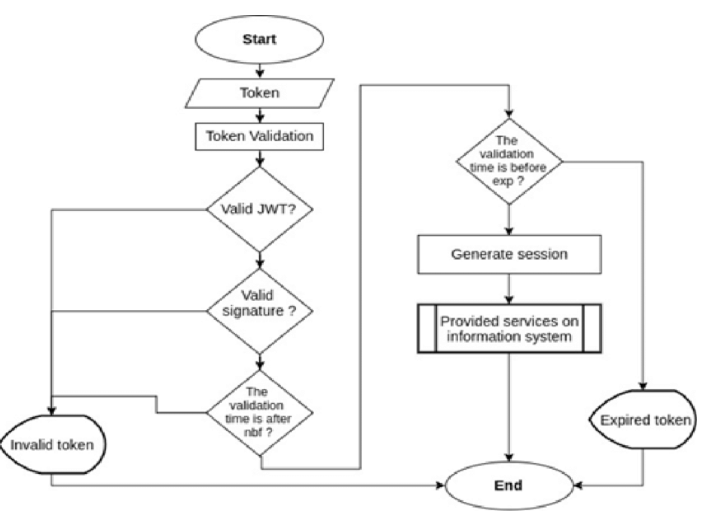 Start
Token
Token Validation
Valid JWT?
Valid
signature ?
The
validation
time is after
nbf ?
Invalid token
The
validation
time is before
exp ?
Generate session
Provided services on
information system
Expired token
End